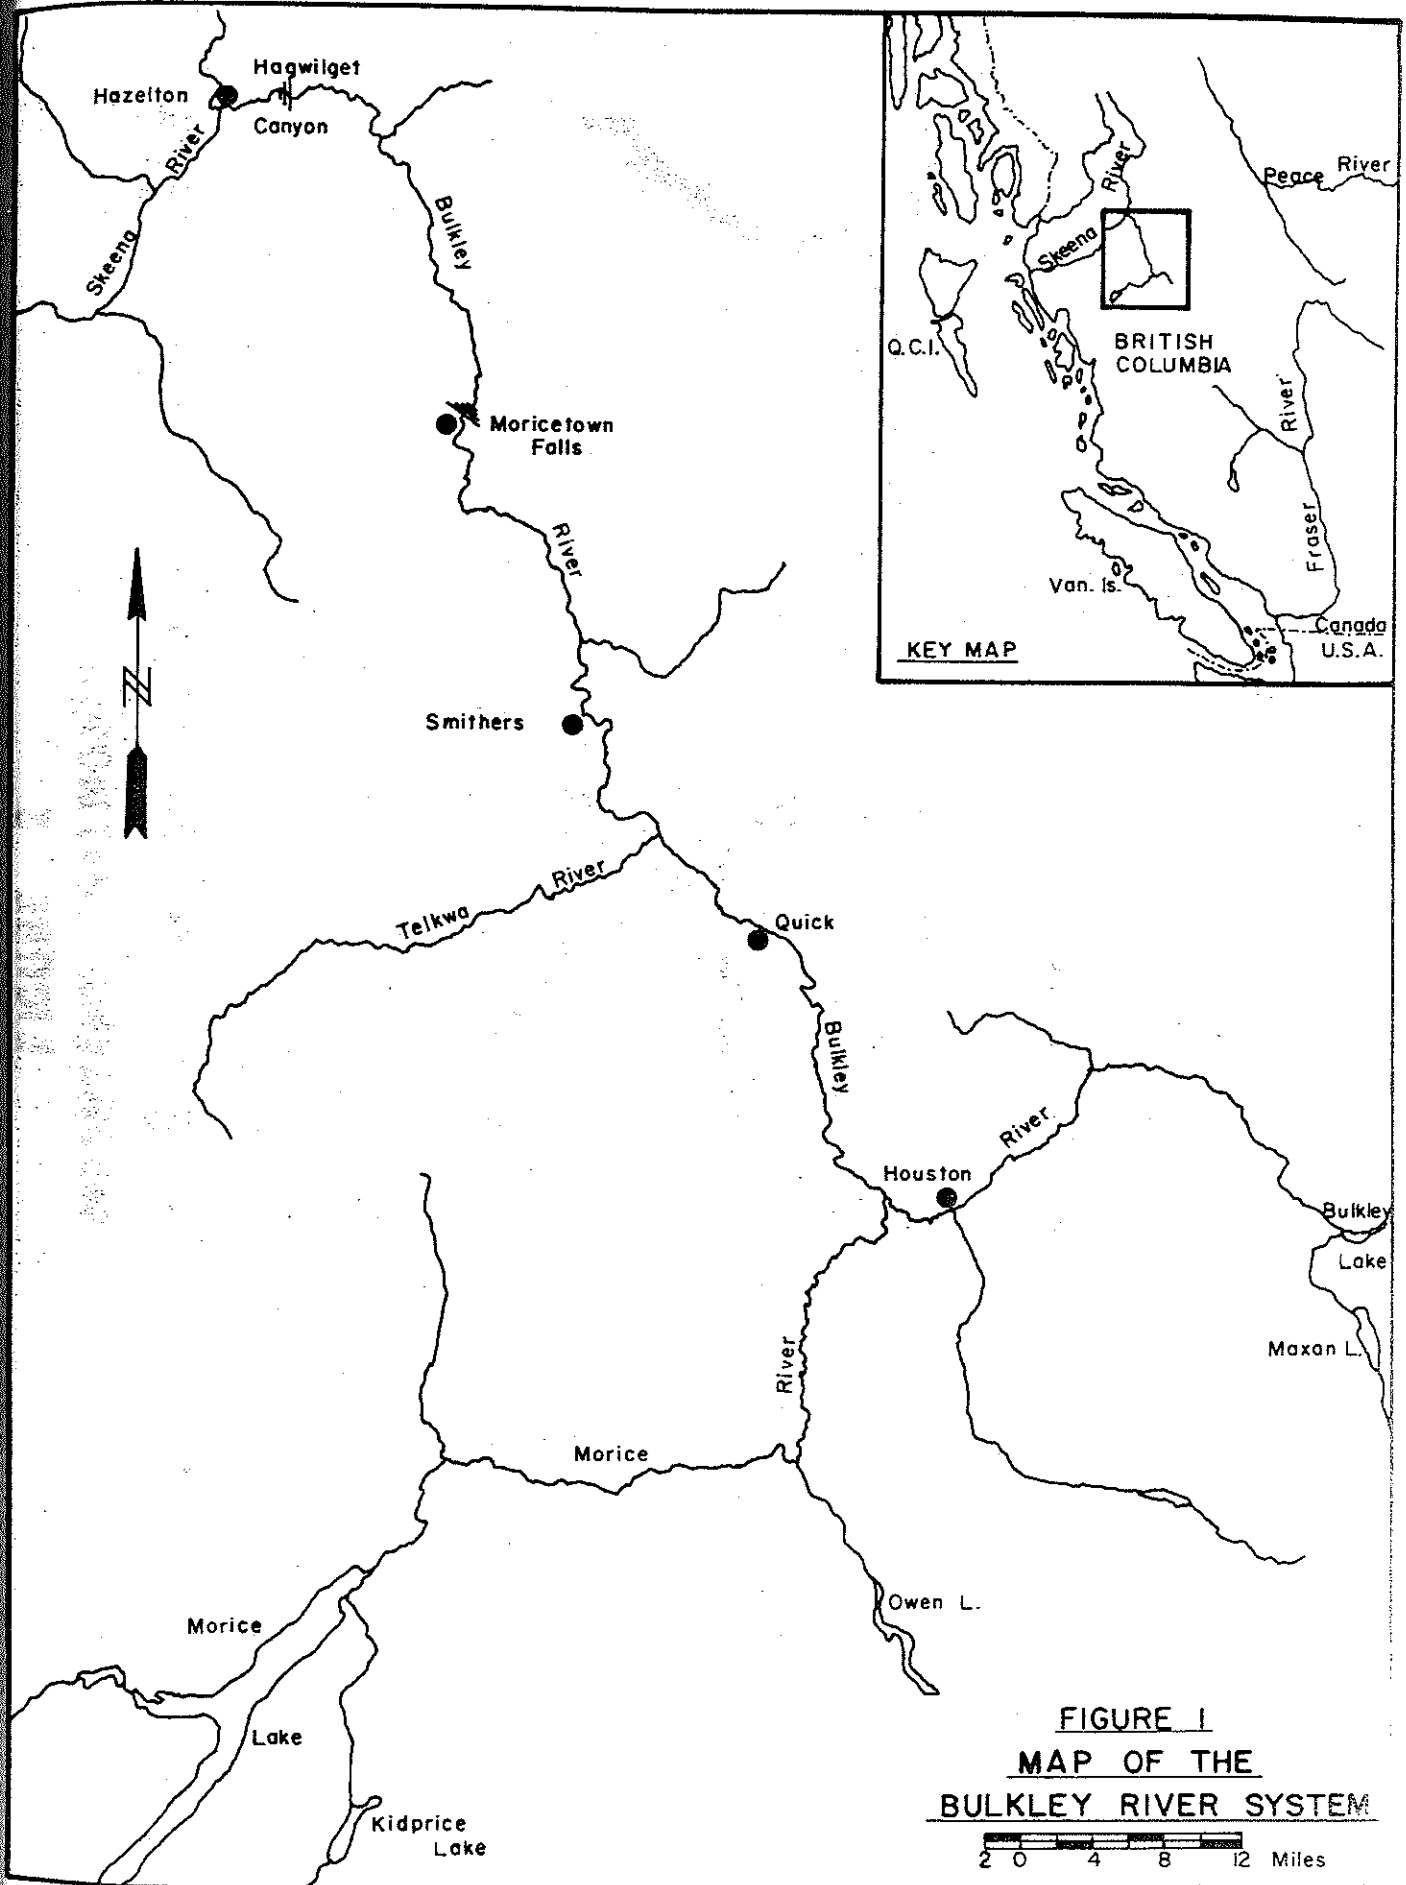 Hagwilget
Hazelton
Canyon
River
Skeena
Bulkley
Moricetown
Falls
River
N
Smithers
River
Telkwa
Quick
Bulkley
River
Houston
Bulkley
Lake
Maxan L.
River
Morice
Owen L.
Morice
Lake
Kidprice
Lake
River
Peace
River
Skeena
Q.C.I.
BRITISH
COLUMBIA
River
Fraser
Van. Is.
Canada
U.S.A.
KEY MAP
FIGURE 1
MAP OF THE
BULKLEY RIVER SYSTEM
2 0 4 8 12 Miles